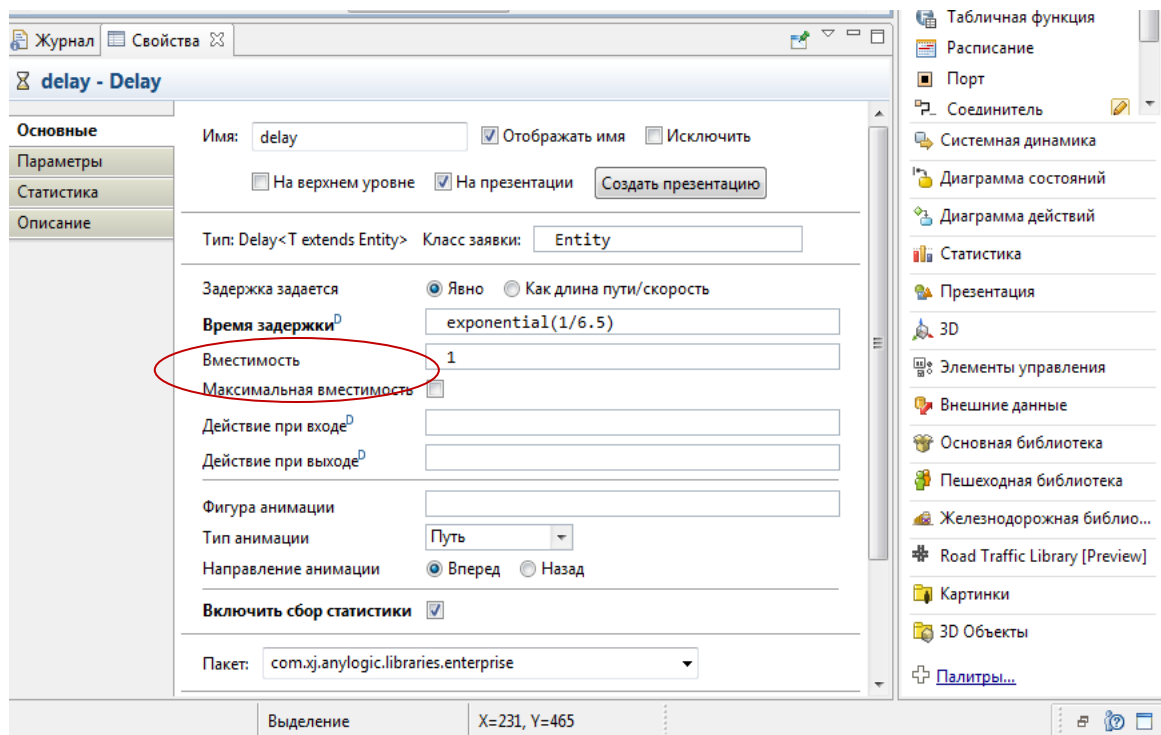 Журнал Свойства
delay - Delay
Основные
Параметры
Статистика
Описание
Имя: delay Отображать имя Исключить
На верхнем уровне На презентации Создать презентацию
Тип: Delay<T extends Entity> Класс заявки: Entity
Задержка задается Явно Как длина пути/скорость
Время задержки D exponential(1/6.5)
Вместимость 1
Максимальная вместимость
Действие при входе D
Действие при выходе D
Фигура анимации
Тип анимации Путь
Направление анимации Вперед Назад
Включить сбор статистики
Пакет: com.xj.anylogic.libraries.enterprise
Табличная функция
Расписание
Порт
Соединитель
Системная динамика
Диаграмма состояний
Диаграмма действий
Статистика
Презентация
3D
Элементы управления
Внешние данные
Основная библиотека
Пешеходная библиотека
Железнодорожная библио...
Road Traffic Library [Preview]
Картинки
3D Объекты
Палитры...
Выделение X=231, Y=465